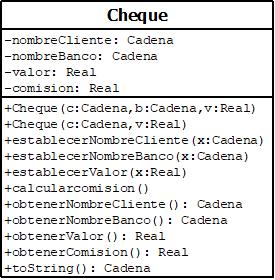 Cheque
-nombreCliente: Cadena
-nombreBanco: Cadena
-valor: Real
-comision: Real
+Cheque(c:Cadena,b:Cadena,v:Real)
+Cheque(c:Cadena,v:Real)
+establecerNombreCliente(x:Cadena)
+establecerNombreBanco(x:Cadena)
+establecerValor(x:Real)
+calcularcomision()
+obtenerNombreCliente(): Cadena
+obtenerNombreBanco(): Cadena
+obtenerValor(): Real
+obtenerComision(): Real
+toString(): Cadena